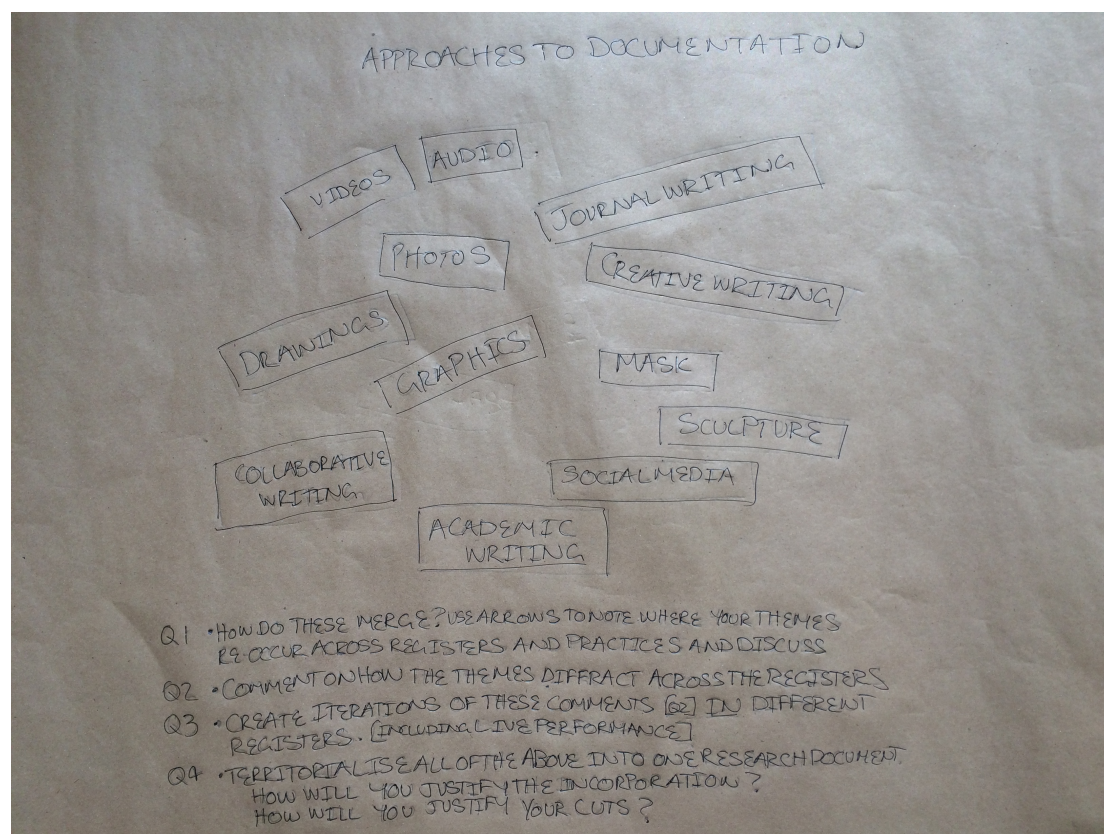 APPROACHES TO DOCUMENTATION
VIDEOS
AUDIO
JOURNAL WRITING
PHOTOS
CREATIVE WRITING
DRAWINGS
GRAPHICS
MASK
SCULPTURE
COLLABORATIVE
WRITING
SOCIAL MEDIA
ACADEMIC
WRITING
Q1 • HOW DO THESE MERGE? USE ARROWS TO NOTE WHERE YOUR THEMES
RE-OCCUR ACROSS REGISTERS AND PRACTICES AND DISCUSS
Q2 • COMMENT ON HOW THE THEMES DIFFRACT ACROSS THE REGISTERS
Q3 • CREATE ITERATIONS OF THESE COMMENTS [Q2] IN DIFFERENT
REGISTERS. [INCLUDING LIVE PERFORMANCE]
Q4 • TERRITORIALISE ALL OF THE ABOVE INTO ONE RESEARCH DOCUMENT.
HOW WILL YOU JUSTIFY THE INCORPORATION?
HOW WILL YOU JUSTIFY YOUR CUTS?